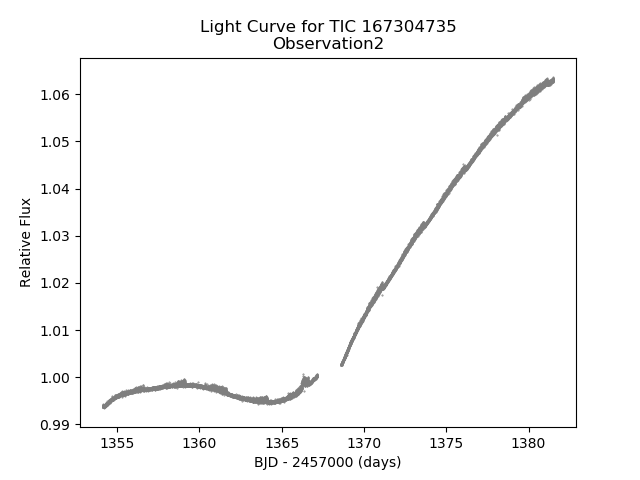 Light Curve for TIC 167304735
Observation2
1.06
1.05
1.04
1.03
1.02
1.01
1.00
0.99
Relative Flux
1355 1360 1365 1370 1375 1380
BJD - 2457000 (days)